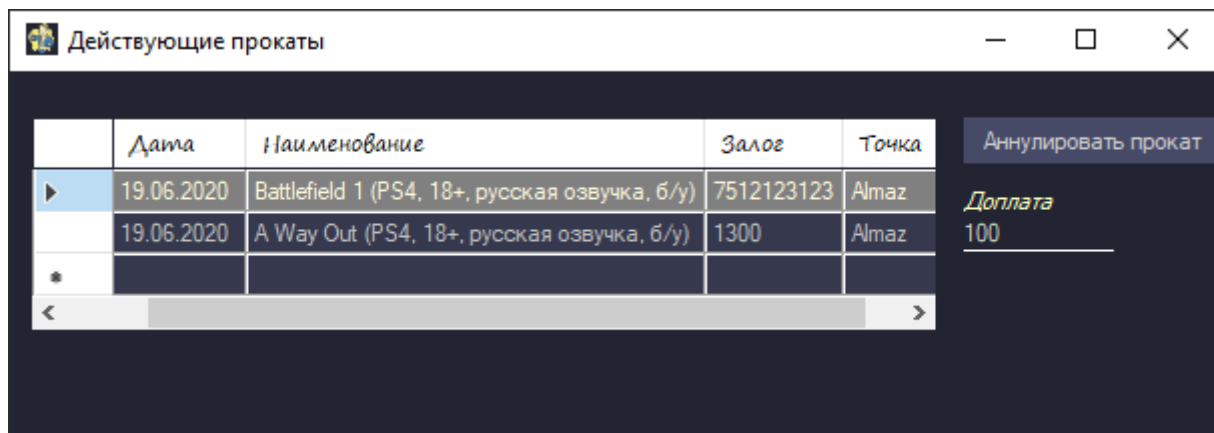 Действующие прокаты
Дата Наименование Залог Точка
19.06.2020 Battlefield 1 (PS4, 18+, русская озвучка, б/у) 7512123123 Almaz
19.06.2020 A Way Out (PS4, 18+, русская озвучка, б/у) 1300 Almaz
Аннулировать прокат
Доплата
100